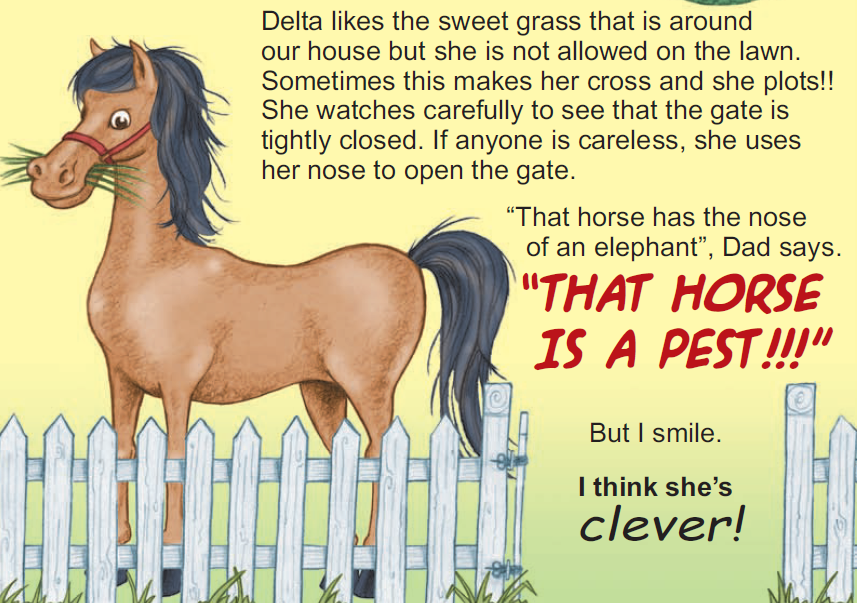 Delta likes the sweet grass that is around
our house but she is not allowed on the lawn.
Sometimes this makes her cross and she plots!!
She watches carefully to see that the gate is
tightly closed. If anyone is careless, she uses
her nose to open the gate.
“That horse has the nose
of an elephant”, Dad says.
“THAT HORSE
IS A PEST!!!”
But I smile.
I think she’s
clever!